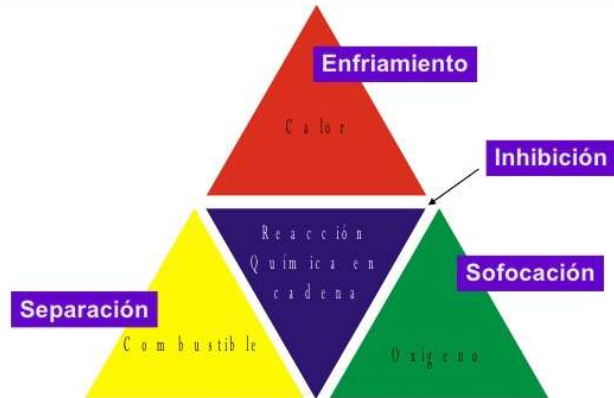 Enfriamiento
Calor
Inhibición
Reacción
Química en
cadena
Sofocación
Separación
Combustible
Oxígeno